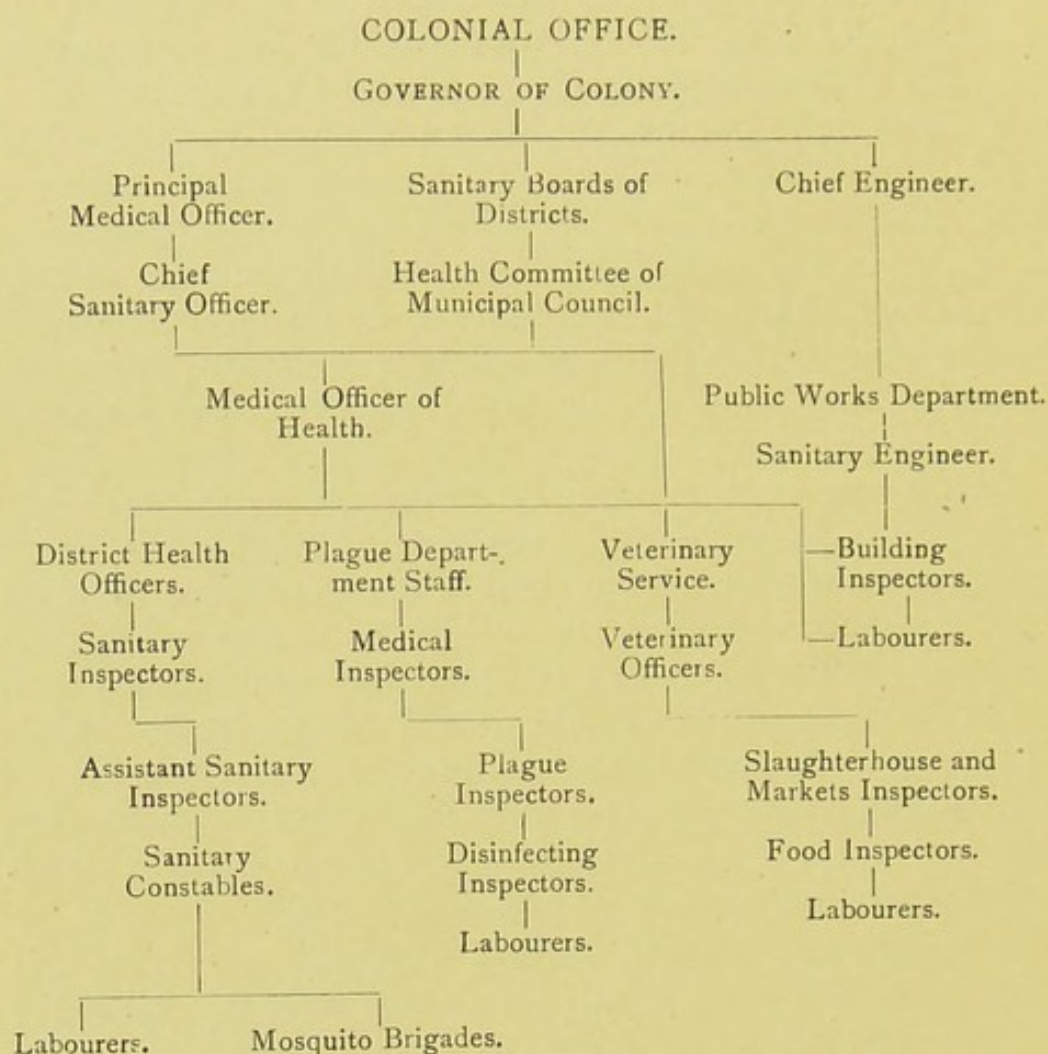 COLONIAL OFFICE.
GOVERNOR OF COLONY.
Principal
Medical Officer.
Sanitary Boards of
Districts.
Chief Engineer.
Chief
Sanitary Officer.
Health Committee of
Municipal Council.
Medical Officer of
Health.
Public Works Department.
Sanitary Engineer.
District Health
Officers.
Plague Depart-
ment Staff.
Veterinary
Service.
Building
Inspectors.
Sanitary
Inspectors.
Medical
Inspectors.
Veterinary
Officers.
Labourers.
Assistant Sanitary
Inspectors.
Plague
Inspectors.
Slaughterhouse and
Markets Inspectors.
Sanitary
Constables.
Disinfecting
Inspectors.
Food Inspectors.
Labourers.
Labourers.
Labourers.
Mosquito Brigades.